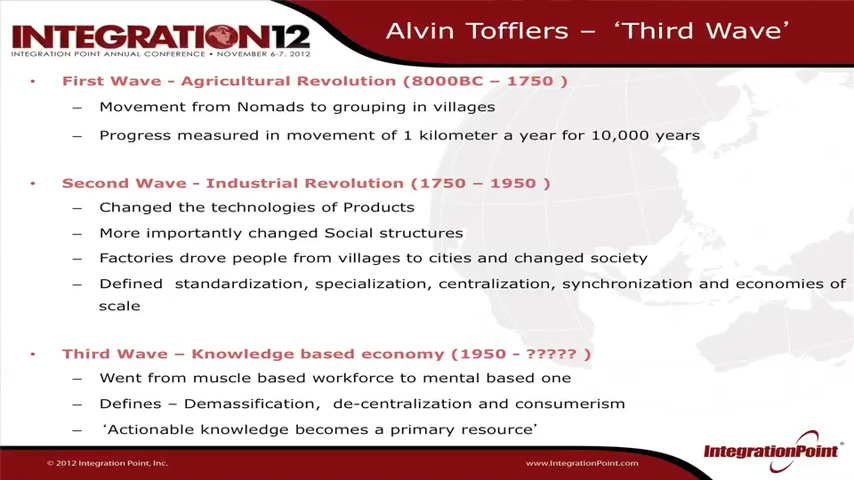 INTEGRATION12
INTEGRATION POINT ANNUAL CONFERENCE • NOVEMBER 6-7, 2012
Alvin Tofflers – ‘Third Wave’
• First Wave - Agricultural Revolution (8000BC – 1750 )
– Movement from Nomads to grouping in villages
– Progress measured in movement of 1 kilometer a year for 10,000 years
• Second Wave - Industrial Revolution (1750 – 1950 )
– Changed the technologies of Products
– More importantly changed Social structures
– Factories drove people from villages to cities and changed society
– Defined standardization, specialization, centralization, synchronization and economies of
scale
• Third Wave – Knowledge based economy (1950 - ????? )
– Went from muscle based workforce to mental based one
– Defines – Demassification, de-centralization and consumerism
– ‘Actionable knowledge becomes a primary resource’
© 2012 Integration Point, Inc.
www.IntegrationPoint.com
IntegrationPoint®